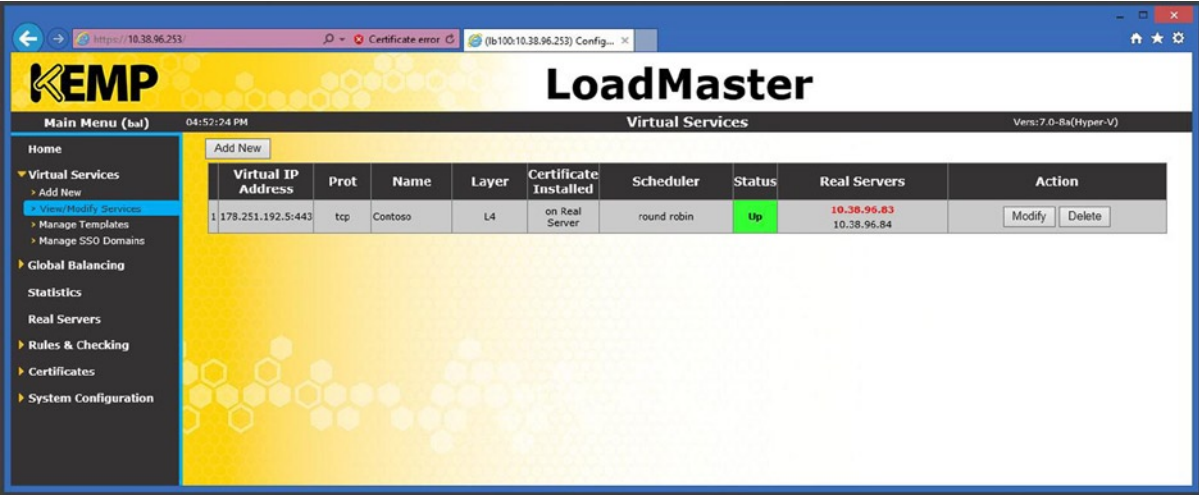 https://10.38.96.253/
Certificate error
(lb100:10.38.96.253) Config...
KEMP
LoadMaster
Main Menu (bal)
04:52:24 PM
Virtual Services
Vers:7.0-8a(Hyper-V)
Home
Virtual Services
Add New
View/Modify Services
Manage Templates
Manage SSO Domains
Global Balancing
Statistics
Real Servers
Rules & Checking
Certificates
System Configuration
Add New
Virtual IP Address Prot Name Layer Certificate Installed Scheduler Status Real Servers Action
1 178.251.192.5:443 tcp Contoso L4 on Real Server round robin Up 10.38.96.83 Modify Delete
10.38.96.84